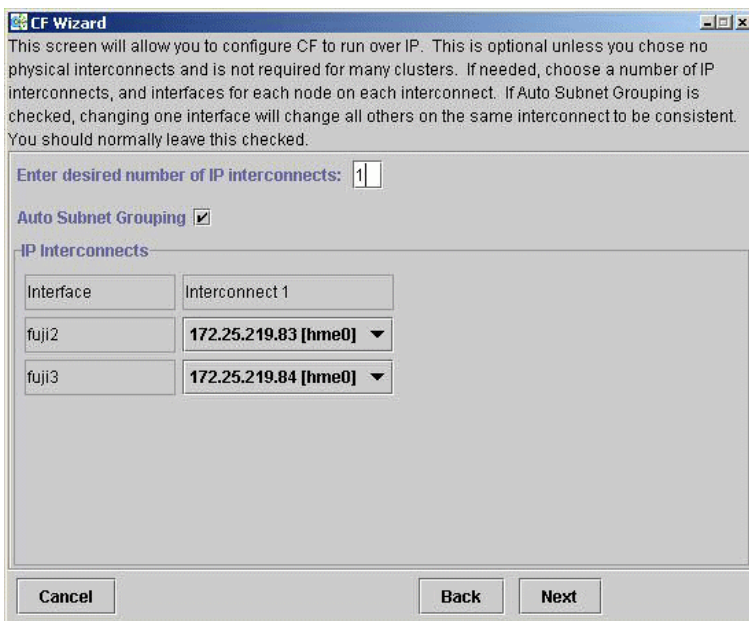 CF Wizard
This screen will allow you to configure CF to run over IP. This is optional unless you chose no
physical interconnects and is not required for many clusters. If needed, choose a number of IP
interconnects, and interfaces for each node on each interconnect. If Auto Subnet Grouping is
checked, changing one interface will change all others on the same interconnect to be consistent.
You should normally leave this checked.
Enter desired number of IP interconnects: 1
Auto Subnet Grouping
IP Interconnects
Interface Interconnect 1
fuji2 172.25.219.83 [hme0]
fuji3 172.25.219.84 [hme0]
Cancel Back Next